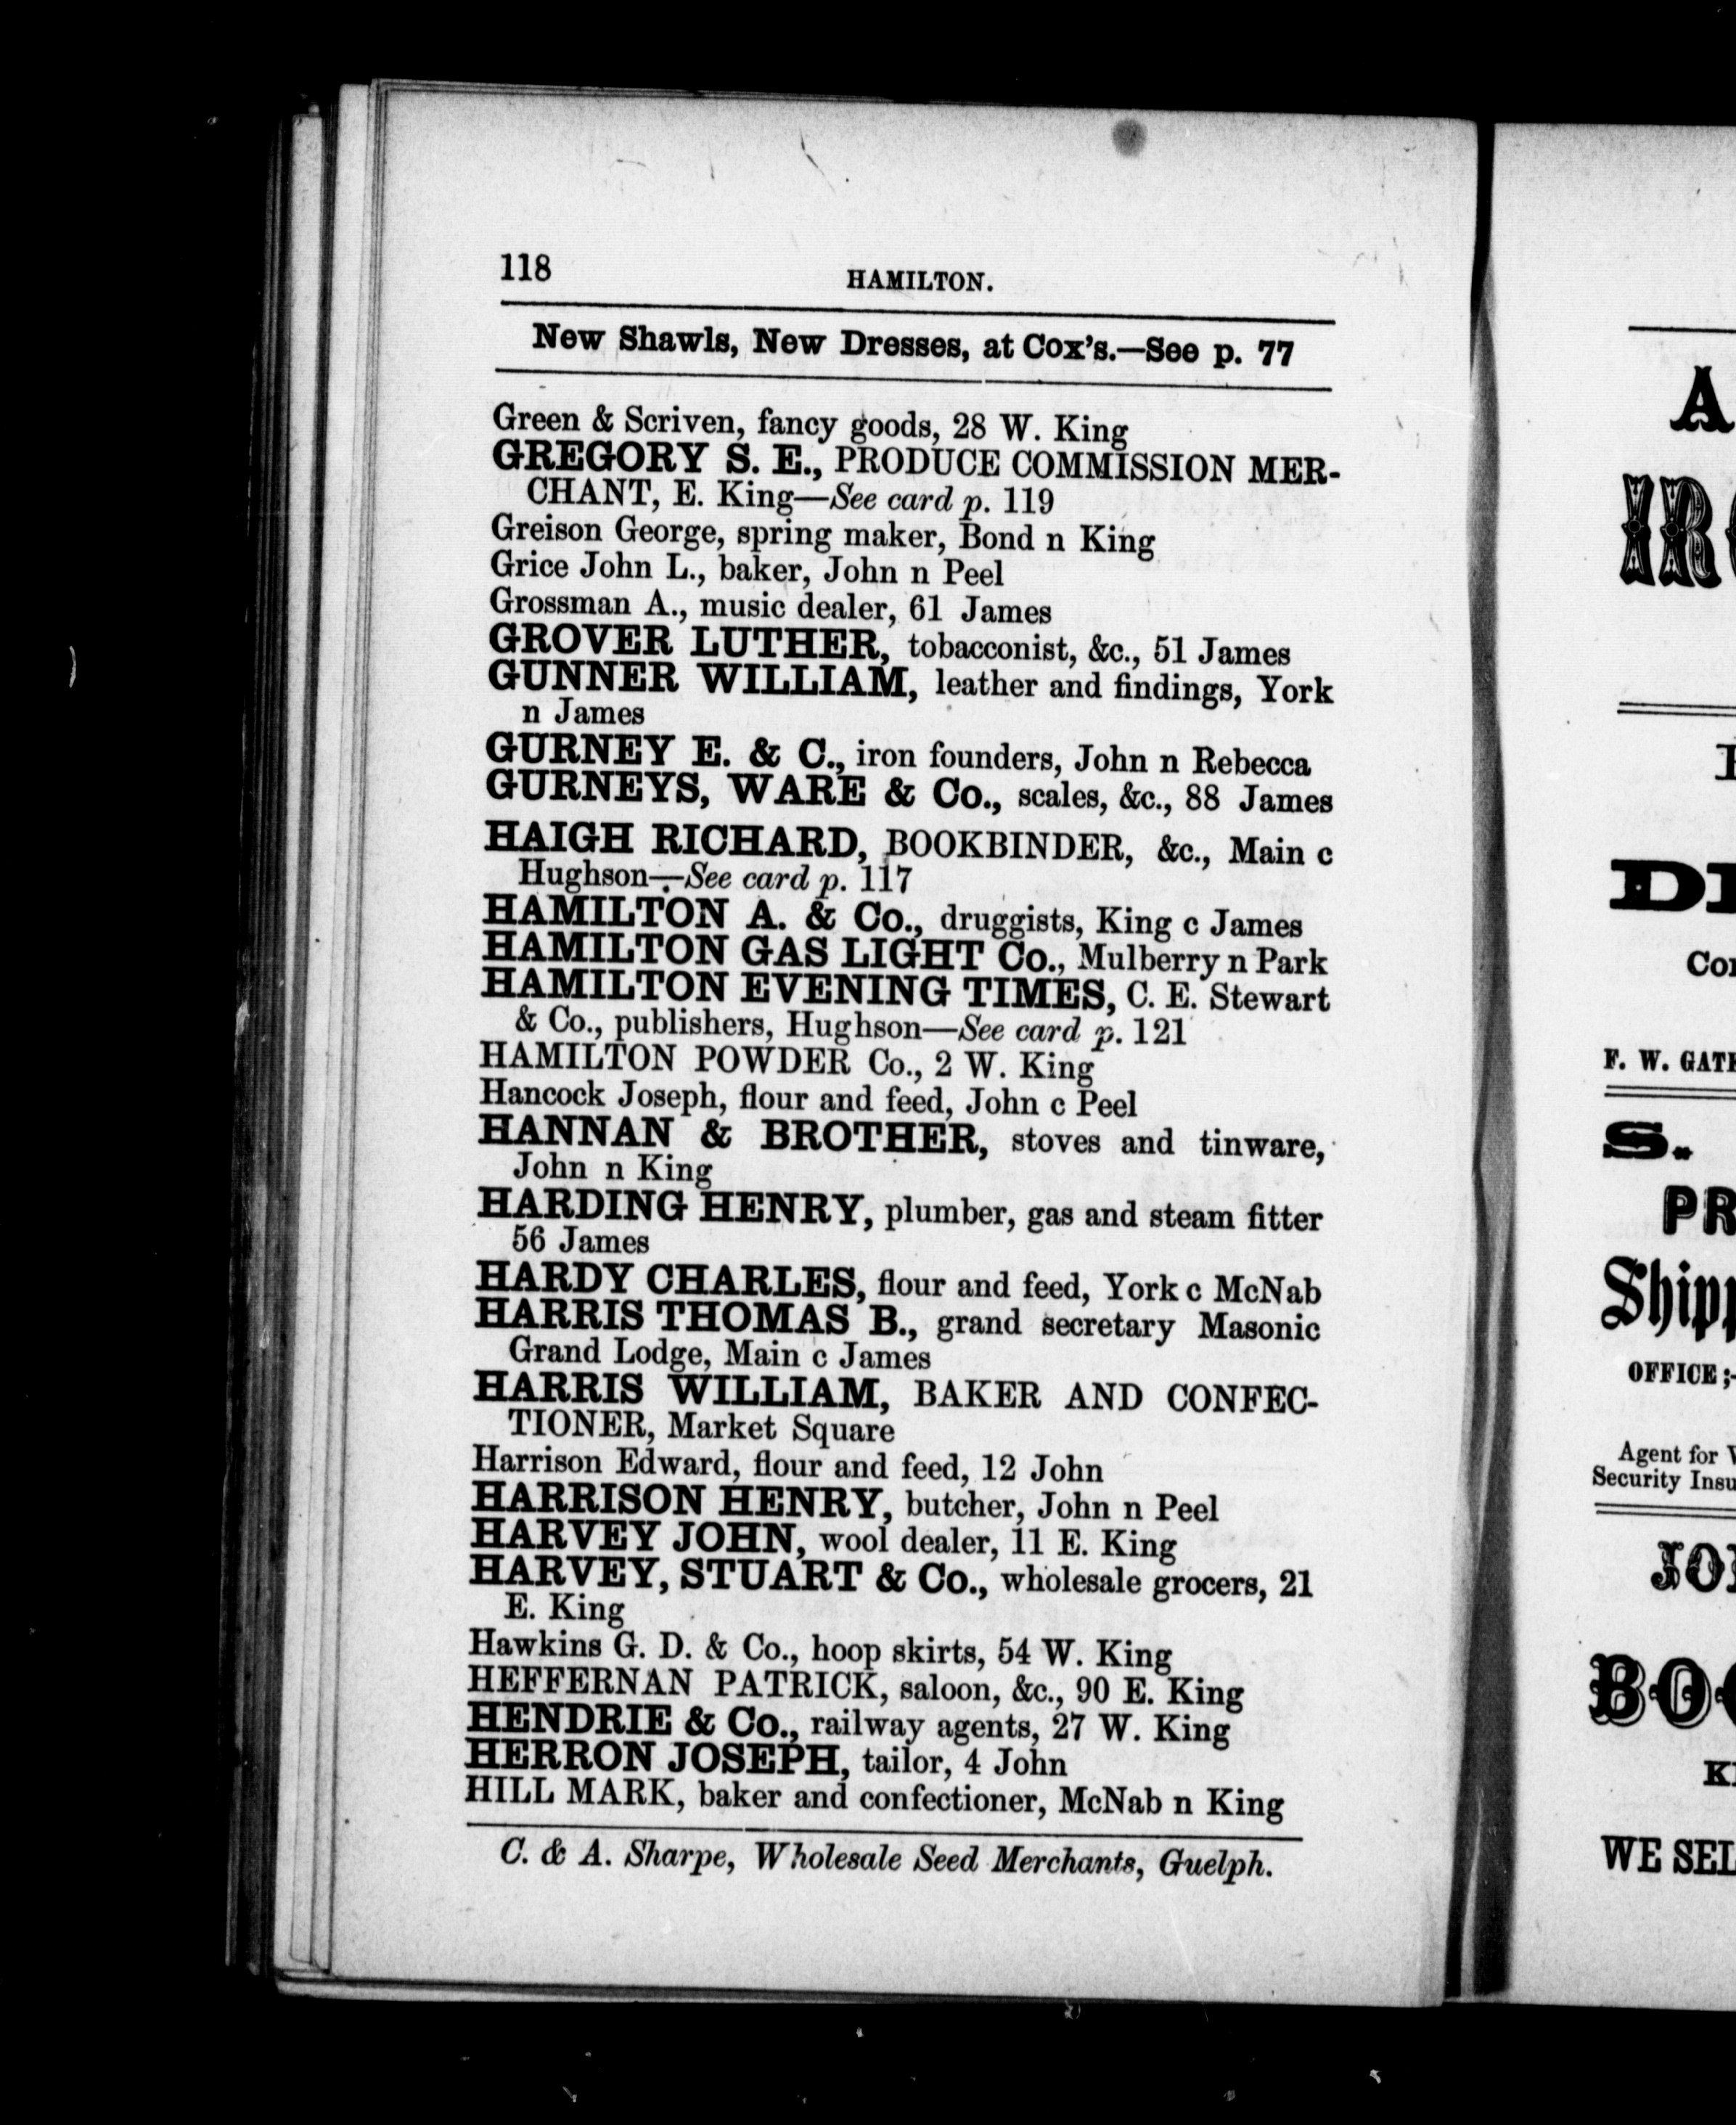 118
HAMILTON.
New Shawls, New Dresses, at Cox's.—See p. 77
Green & Scriven, fancy goods, 28 W. King
GREGORY S. E., PRODUCE COMMISSION MER-
CHANT, E. King—See card p. 119
Greison George, spring maker, Bond n King
Grice John L., baker, John n Peel
Grossman A., music dealer, 61 James
GROVER LUTHER, tobacconist, &c., 51 James
GUNNER WILLIAM, leather and findings, York
n James
GURNEY E. & C., iron founders, John n Rebecca
GURNEYS, WARE & Co., scales, &c., 88 James
HAIGH RICHARD, BOOKBINDER, &c., Main c
Hughson—See card p. 117
HAMILTON A. & Co., druggists, King c James
HAMILTON GAS LIGHT Co., Mulberry n Park
HAMILTON EVENING TIMES, C. E. Stewart
& Co., publishers, Hughson—See card p. 121
HAMILTON POWDER Co., 2 W. King
Hancock Joseph, flour and feed, John c Peel
HANNAN & BROTHER, stoves and tinware,
John n King
HARDING HENRY, plumber, gas and steam fitter
56 James
HARDY CHARLES, flour and feed, York c McNab
HARRIS THOMAS B., grand secretary Masonic
Grand Lodge, Main c James
HARRIS WILLIAM, BAKER AND CONFEC-
TIONER, Market Square
Harrison Edward, flour and feed, 12 John
HARRISON HENRY, butcher, John n Peel
HARVEY JOHN, wool dealer, 11 E. King
HARVEY, STUART & Co., wholesale grocers, 21
E. King
Hawkins G. D. & Co., hoop skirts, 54 W. King
HEFFERNAN PATRICK, saloon, &c., 90 E. King
HENDRIE & Co., railway agents, 27 W. King
HERRON JOSEPH, tailor, 4 John
HILL MARK, baker and confectioner, McNab n King
C. & A. Sharpe, Wholesale Seed Merchants, Guelph.
A
F. W.
S.
OFFICE;-
Agent for
Security
WE